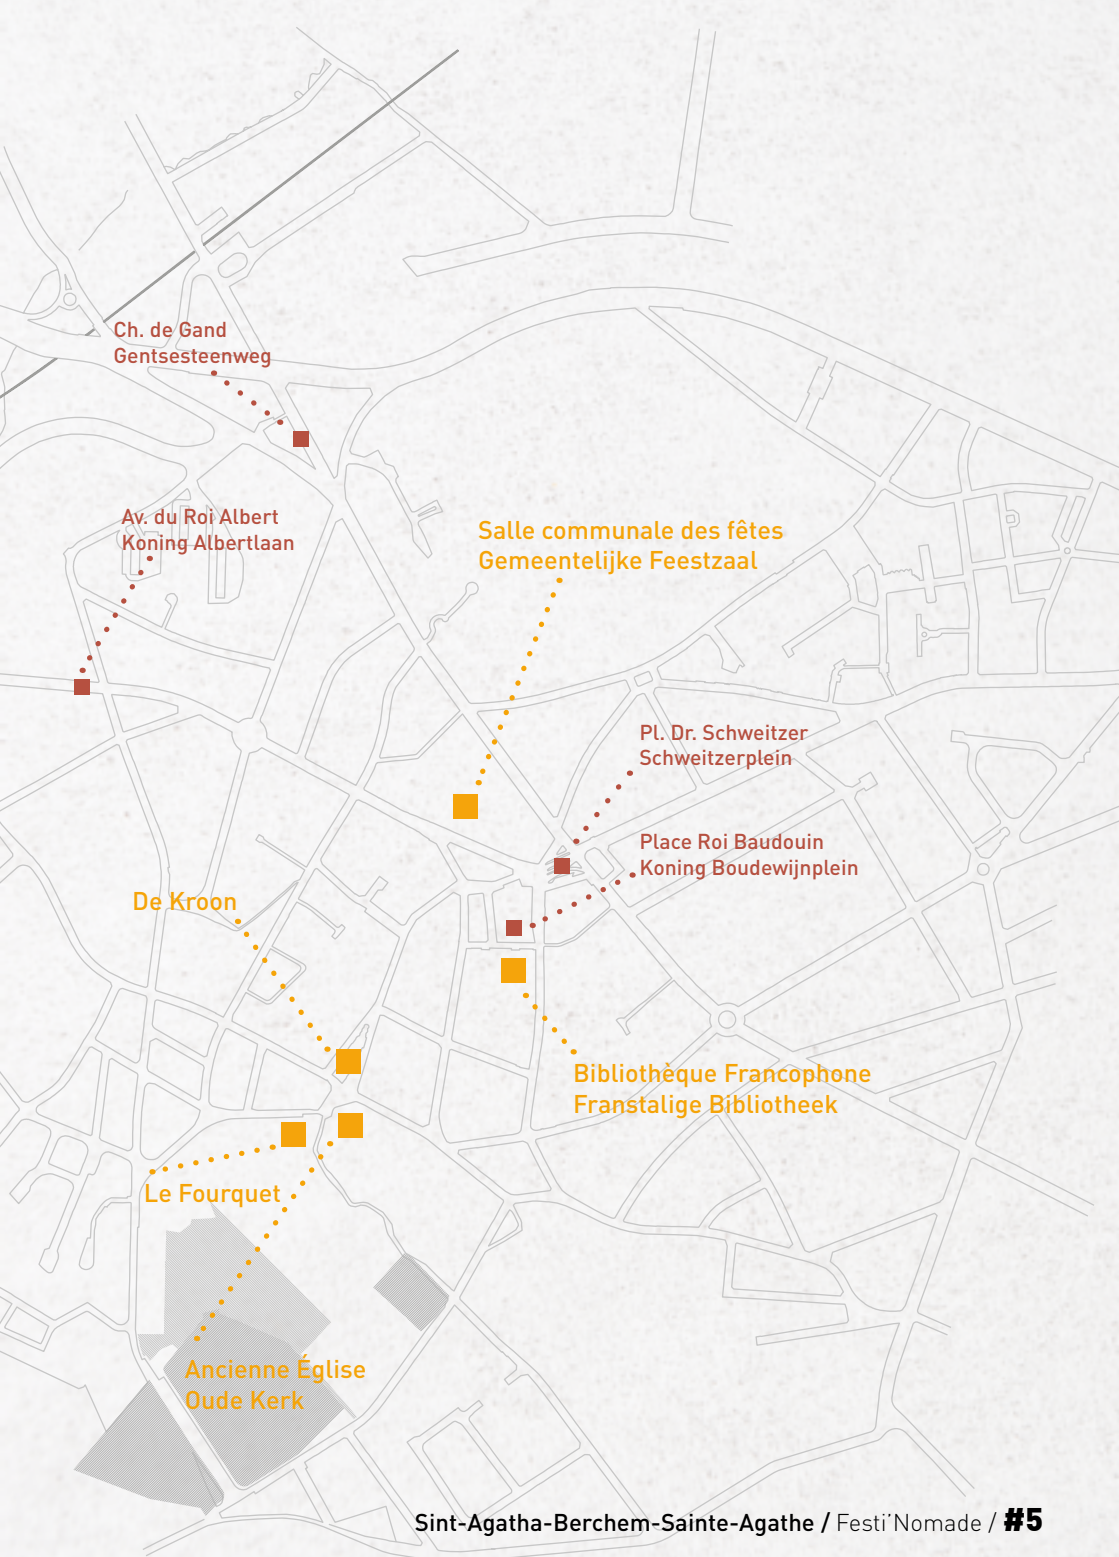 Ch. de Gand
Gentsesteenweg
Av. du Roi Albert
Koning Albertlaan
Salle communale des fêtes
Gemeentelijke Feestzaal
Pl. Dr. Schweitzer
Schweitzerplein
Place Roi Baudouin
Koning Boudewijnplein
De Kroon
Bibliothèque Francophone
Franstalige Bibliotheek
Le Fourquet
Ancienne Église
Oude Kerk
Sint-Agatha-Berchem-Sainte-Agathe / Festi'Nomade / #5